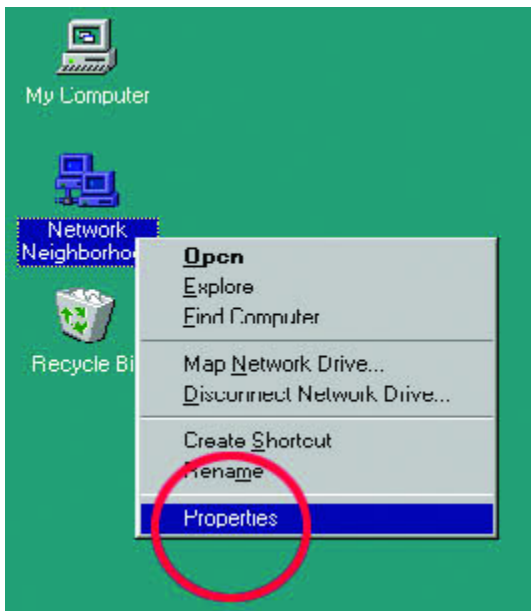 My Computer
Network
Neighborhoo
Recycle Bi
Open
Explore
Find Computer
Map Network Drive...
Disconnect Network Drive...
Create Shortcut
Rename
Properties